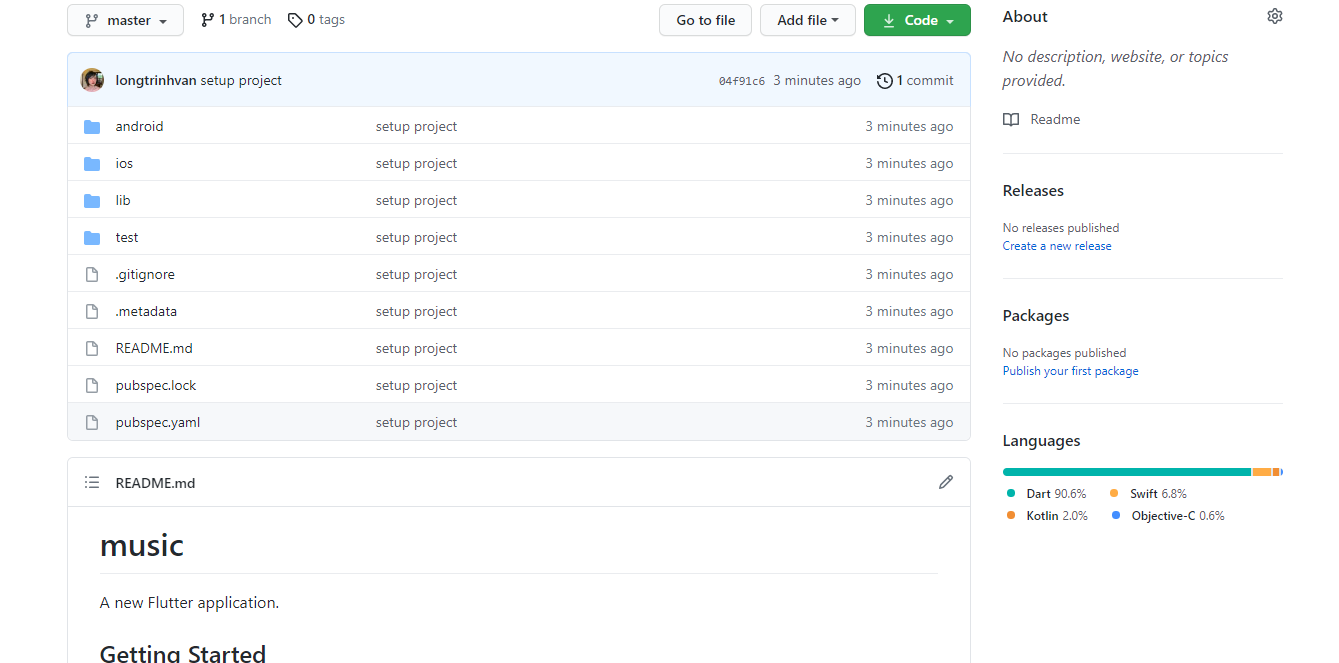 master 1 branch 0 tags Go to file Add file Code
longtrinhvan setup project 04f91c6 3 minutes ago 1 commit
android setup project 3 minutes ago
ios setup project 3 minutes ago
lib setup project 3 minutes ago
test setup project 3 minutes ago
.gitignore setup project 3 minutes ago
.metadata setup project 3 minutes ago
README.md setup project 3 minutes ago
pubspec.lock setup project 3 minutes ago
pubspec.yaml setup project 3 minutes ago
README.md
music
A new Flutter application.
Getting Started
About
No description, website, or topics
provided.
Readme
Releases
No releases published
Create a new release
Packages
No packages published
Publish your first package
Languages
Dart 90.6% Swift 6.8%
Kotlin 2.0% Objective-C 0.6%